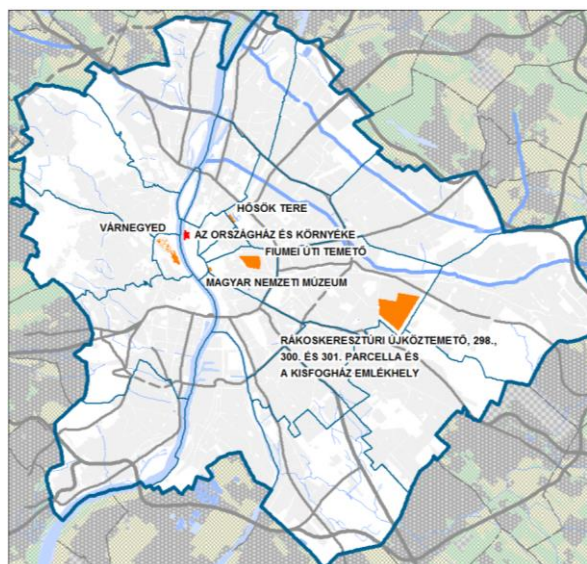 HŐSÖK TERE
VÁRNEGYED
AZ ORSZÁGHÁZ ÉS KÖRNYÉKE
FIUMEI ÚTI TEMETŐ
MAGYAR NEMZETI MÚZEUM
RÁKOSKERESZTÚRI ÚJKÖZTEMETŐ, 298.,
300. ÉS 301. PARCELLA ÉS
A KISFOGHÁZ EMLÉKHELY